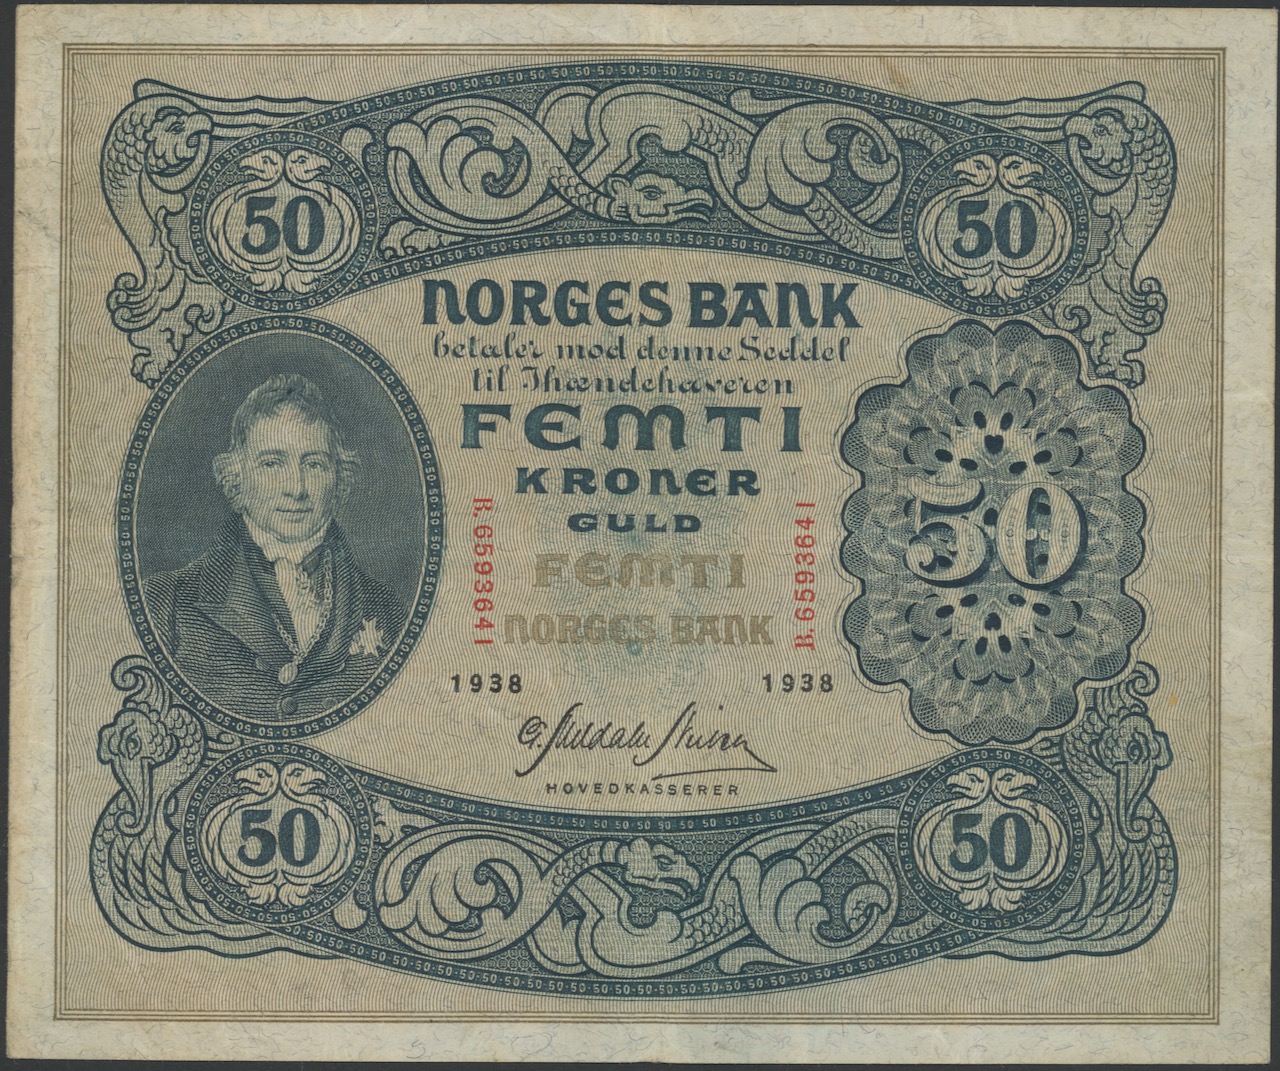 50 50
NORGES BANK
betaler mod denne Seddel
til Ihændehaveren
FEMTI
KRONER
GULD
50
FEMTI
NORGES BANK
B.6593641 B.6593641
1938 1938
HOVEDKASSERER
50 50